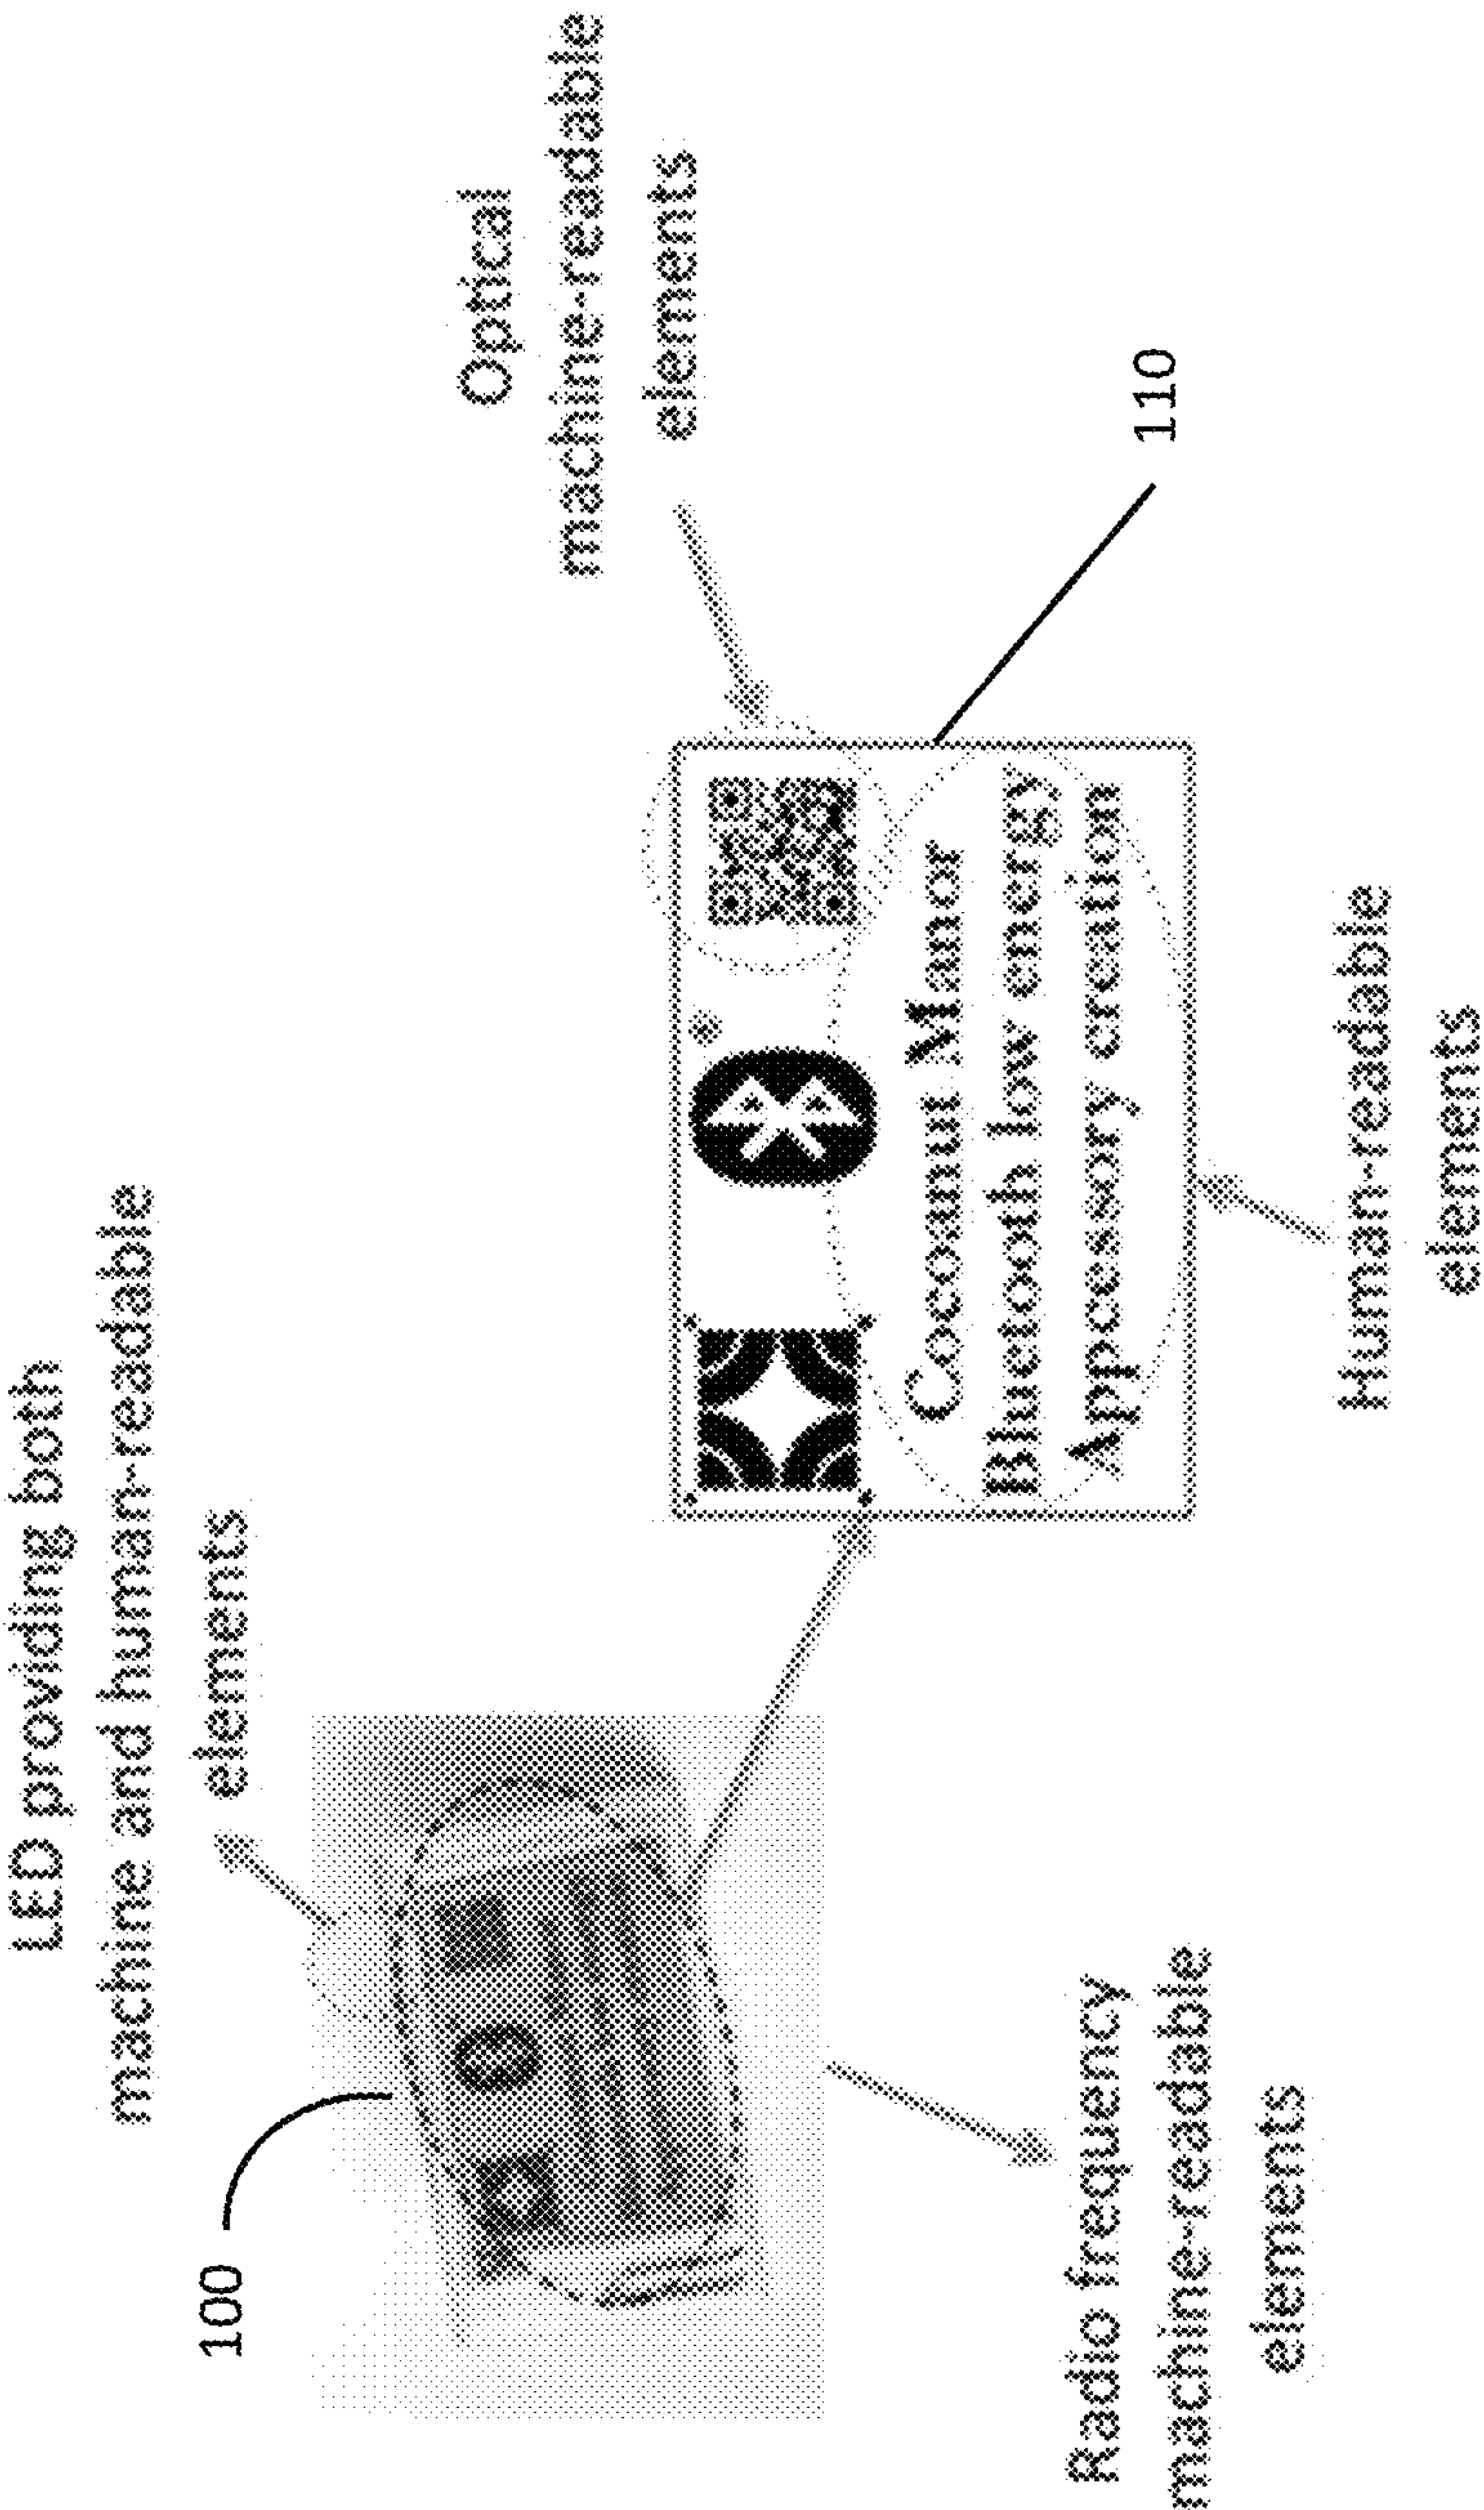 LED providing both
machine and human-readable
elements
100
Optical
machine-readable
elements
Cocoanut Manor
Bluetooth low energy
Appcessory creation
110
Radio frequency
machine-readable
elements
Human-readable
elements